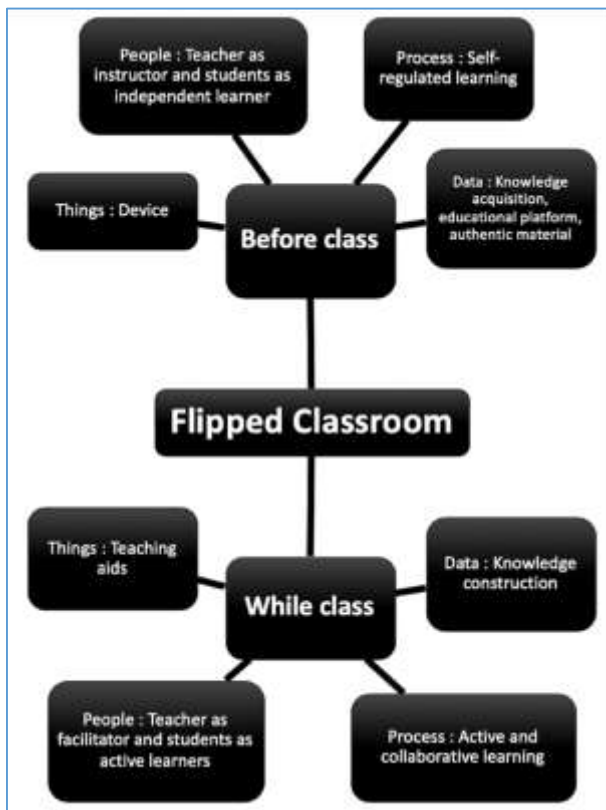 People : Teacher as
instructor and students as
independent learner
Process : Self-
regulated learning
Things : Device
Before class
Data : Knowledge
acquisition,
educational platform,
authentic material
Flipped Classroom
Things : Teaching
aids
While class
Data : Knowledge
construction
People : Teacher as
facilitator and students as
active learners
Process : Active and
collaborative learning